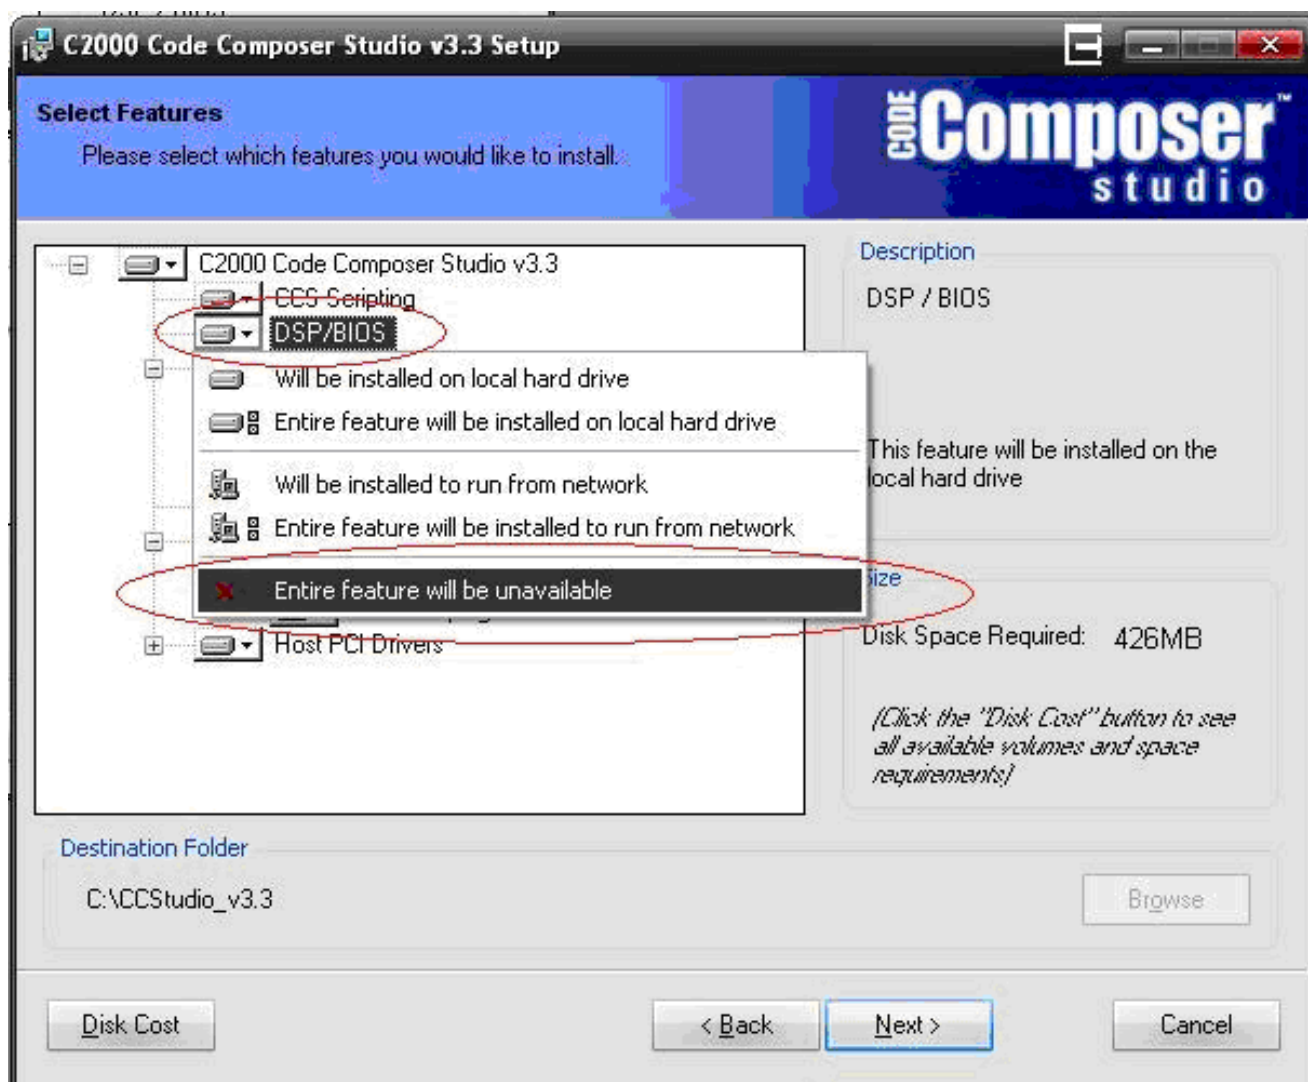 C2000 Code Composer Studio v3.3 Setup
Select Features
Please select which features you would like to install.
CODE Composer™
studio
C2000 Code Composer Studio v3.3
CCS Scripting
DSP/BIOS
Will be installed on local hard drive
Entire feature will be installed on local hard drive
Will be installed to run from network
Entire feature will be installed to run from network
Entire feature will be unavailable
Host PCI Drivers
Description
DSP / BIOS
This feature will be installed on the
local hard drive
Size
Disk Space Required: 426MB
(Click the "Disk Cost" button to see
all available volumes and space
requirements)
Destination Folder
C:\CCStudio_v3.3
Browse
Disk Cost
< Back
Next >
Cancel